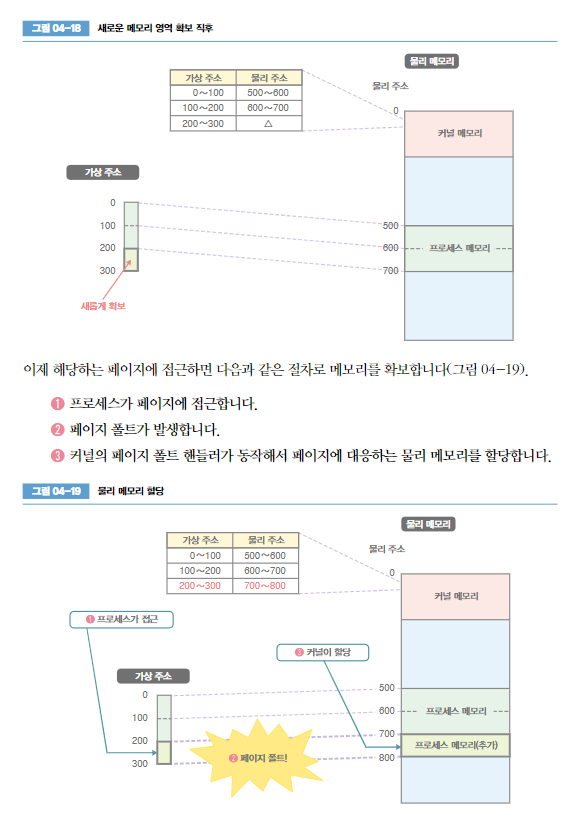 그림 04-18 새로운 메모리 영역 확보 직후
물리 메모리
가상 주소 물리 주소
0~100 500~600
100~200 600~700
200~300 △
물리 주소
0
커널 메모리
가상 주소
0
100
200
300
500
600
700
프로세스 메모리
새롭게 확보
이제 해당하는 페이지에 접근하면 다음과 같은 절차로 메모리를 확보합니다(그림 04-19).
❶ 프로세스가 페이지에 접근합니다.
❷ 페이지 폴트가 발생합니다.
❸ 커널의 페이지 폴트 핸들러가 동작해서 페이지에 대응하는 물리 메모리를 할당합니다.
그림 04-19 물리 메모리 할당
물리 메모리
가상 주소 물리 주소
0~100 500~600
100~200 600~700
200~300 700~800
물리 주소
0
커널 메모리
❶ 프로세스가 접근
❸ 커널이 할당
가상 주소
0
100
200
300
500
600
700
800
프로세스 메모리
프로세스 메모리(추가)
❷ 페이지 폴트!